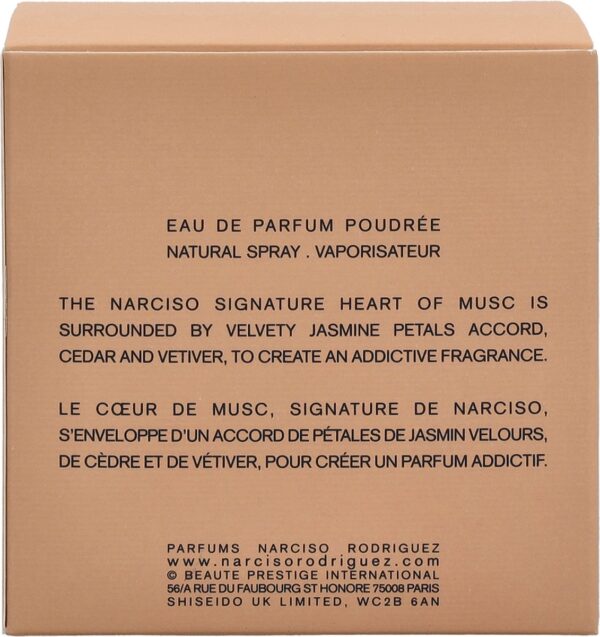 EAU DE PARFUM POUDRÉE
NATURAL SPRAY . VAPORISATEUR
THE NARCISO SIGNATURE HEART OF MUSC IS
SURROUNDED BY VELVETY JASMINE PETALS ACCORD,
CEDAR AND VETIVER, TO CREATE AN ADDICTIVE FRAGRANCE.
LE CŒUR DE MUSC, SIGNATURE DE NARCISO,
S'ENVELOPPE D'UN ACCORD DE PÉTALES DE JASMIN VELOURS,
DE CÈDRE ET DE VÉTIVER, POUR CRÉER UN PARFUM ADDICTIF.
PARFUMS NARCISO RODRIGUEZ
www.narcisorodriguez.com
© BEAUTE PRESTIGE INTERNATIONAL
56/A RUE DU FAUBOURG ST HONORE 75008 PARIS
SHISEIDO UK LIMITED, WC2B 6AN